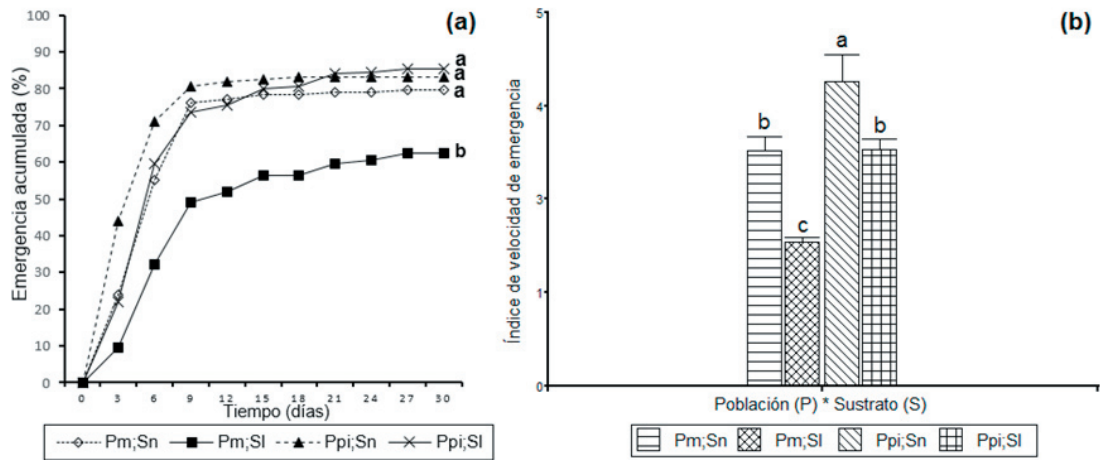 (a)
Emergencia acumulada (%)
100
90
80
70
60
50
40
30
20
10
0
a
a
a
b
0 3 6 9 12 15 18 21 24 27 30
Tiempo (días)
Pm;Sn Pm;Sl Ppi;Sn Ppi;Sl
(b)
Índice de velocidad de emergencia
5
4
3
1
0
b
c
a
b
Población (P) * Sustrato (S)
Pm;Sn Pm;Sl Ppi;Sn Ppi;Sl